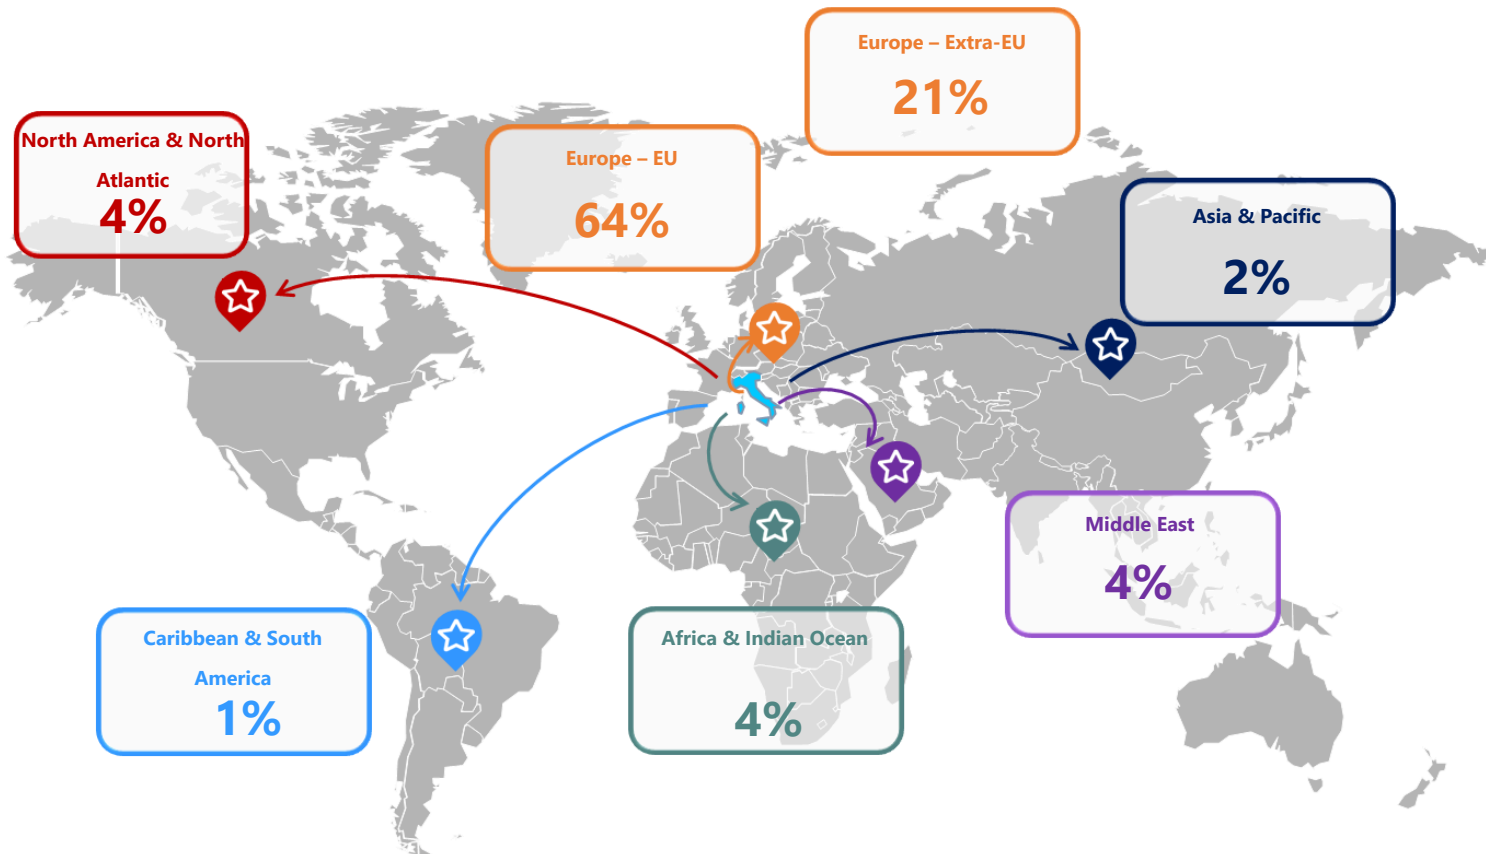 Europe – Extra-EU
21%
North America & North
Atlantic
4%
Europe – EU
64%
Asia & Pacific
2%
Middle East
4%
Caribbean & South
America
1%
Africa & Indian Ocean
4%